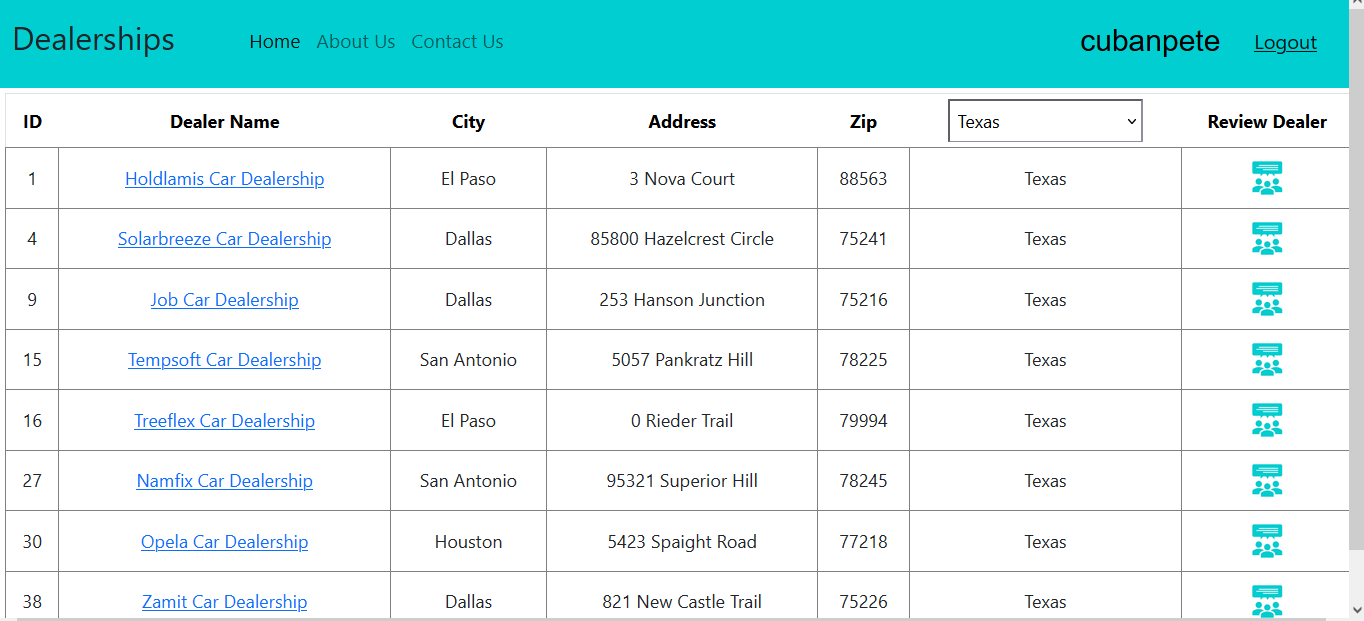 Dealerships Home About Us Contact Us cubanpete Logout
ID Dealer Name City Address Zip Texas Review Dealer
1 Holdlamis Car Dealership El Paso 3 Nova Court 88563 Texas
4 Solarbreeze Car Dealership Dallas 85800 Hazelcrest Circle 75241 Texas
9 Job Car Dealership Dallas 253 Hanson Junction 75216 Texas
15 Tempsoft Car Dealership San Antonio 5057 Pankratz Hill 78225 Texas
16 Treeflex Car Dealership El Paso 0 Rieder Trail 79994 Texas
27 Namfix Car Dealership San Antonio 95321 Superior Hill 78245 Texas
30 Opela Car Dealership Houston 5423 Spaight Road 77218 Texas
38 Zamit Car Dealership Dallas 821 New Castle Trail 75226 Texas